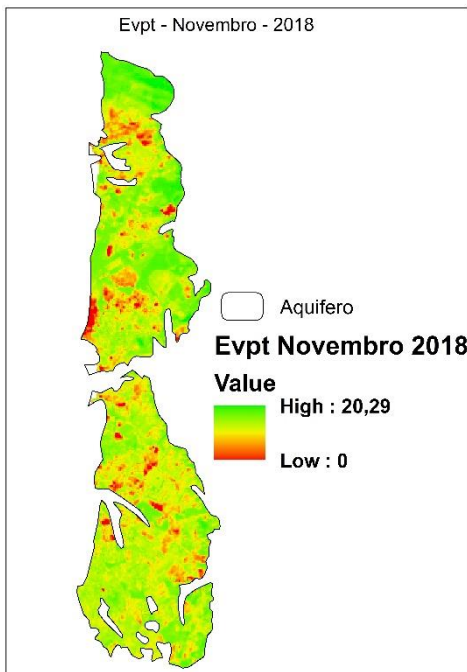 Evpt - Novembro - 2018
Aquifero
Evpt Novembro 2018
Value
High : 20,29
Low : 0